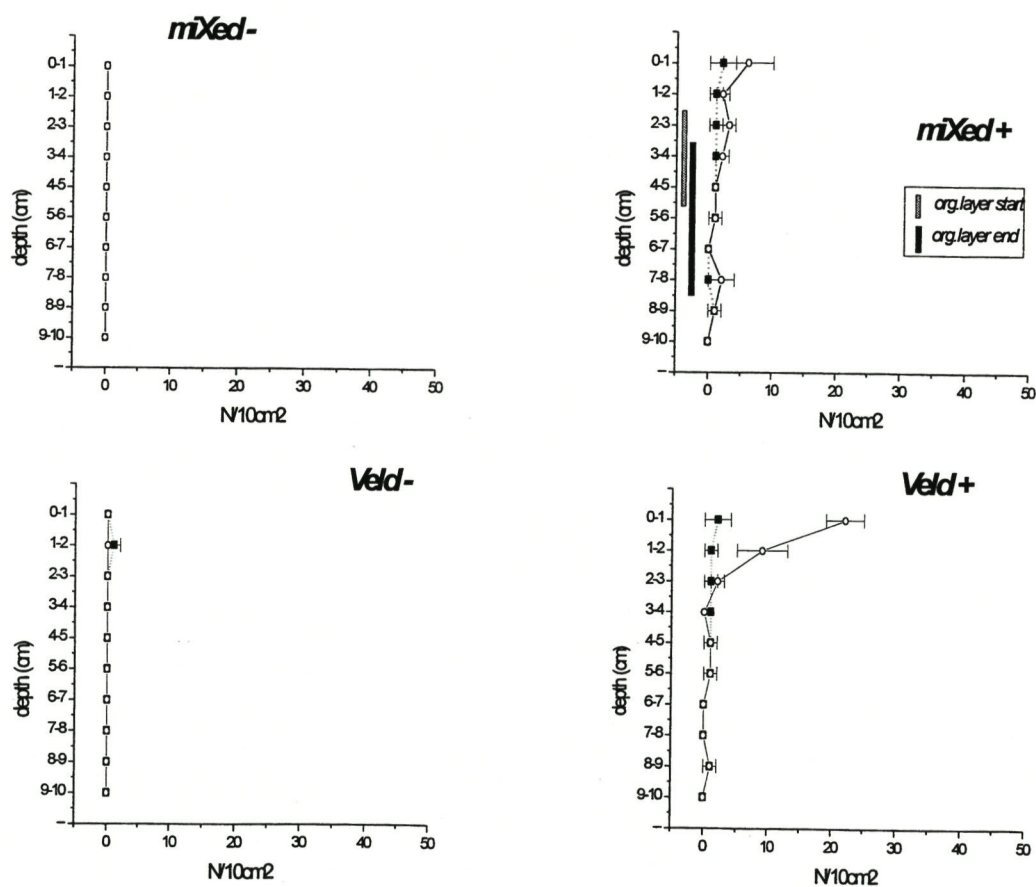 miXed -
depth (cm)
0-1
1-2
2-3
3-4
4-5
5-6
6-7
7-8
8-9
9-10
--
0 10 20 30 40 50
N/10cm2
miXed +
depth (cm)
0-1
1-2
2-3
3-4
4-5
5-6
6-7
7-8
8-9
9-10
--
0 10 20 30 40 50
N/10cm2
org.layer start
org.layer end
Veld -
depth (cm)
0-1
1-2
2-3
3-4
4-5
5-6
6-7
7-8
8-9
9-10
--
0 10 20 30 40 50
N/10cm2
Veld +
depth (cm)
0-1
1-2
2-3
3-4
4-5
5-6
6-7
7-8
8-9
9-10
--
0 10 20 30 40 50
N/10cm2